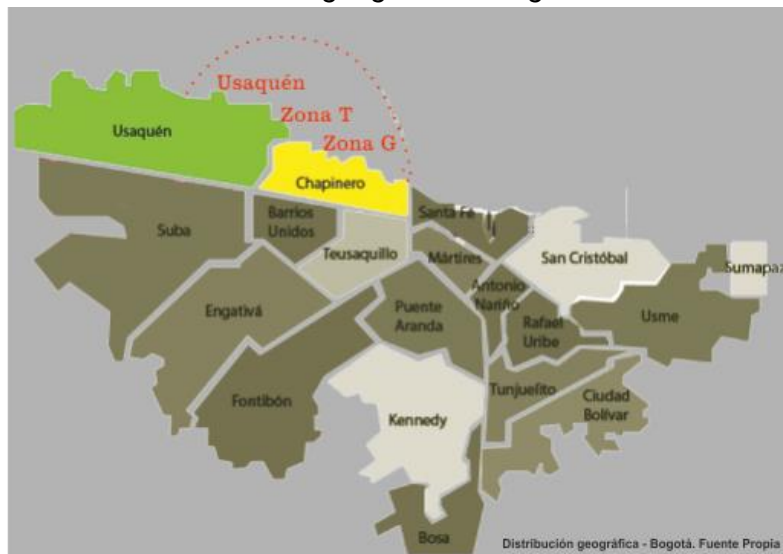 Usaquén
Zona T
Zona G
Usaquén
Chapinero
Suba
Barrios
Unidos
Teusaquillo
Santa Fé
Mártires
San Cristóbal
Sumapaz
Antonio
Nariño
Engativá
Puente
Aranda
Rafael
Uribe
Usme
Fontibón
Kennedy
Tunjuelito
Ciudad
Bolívar
Bosa
Distribución geográfica - Bogotá. Fuente Propia